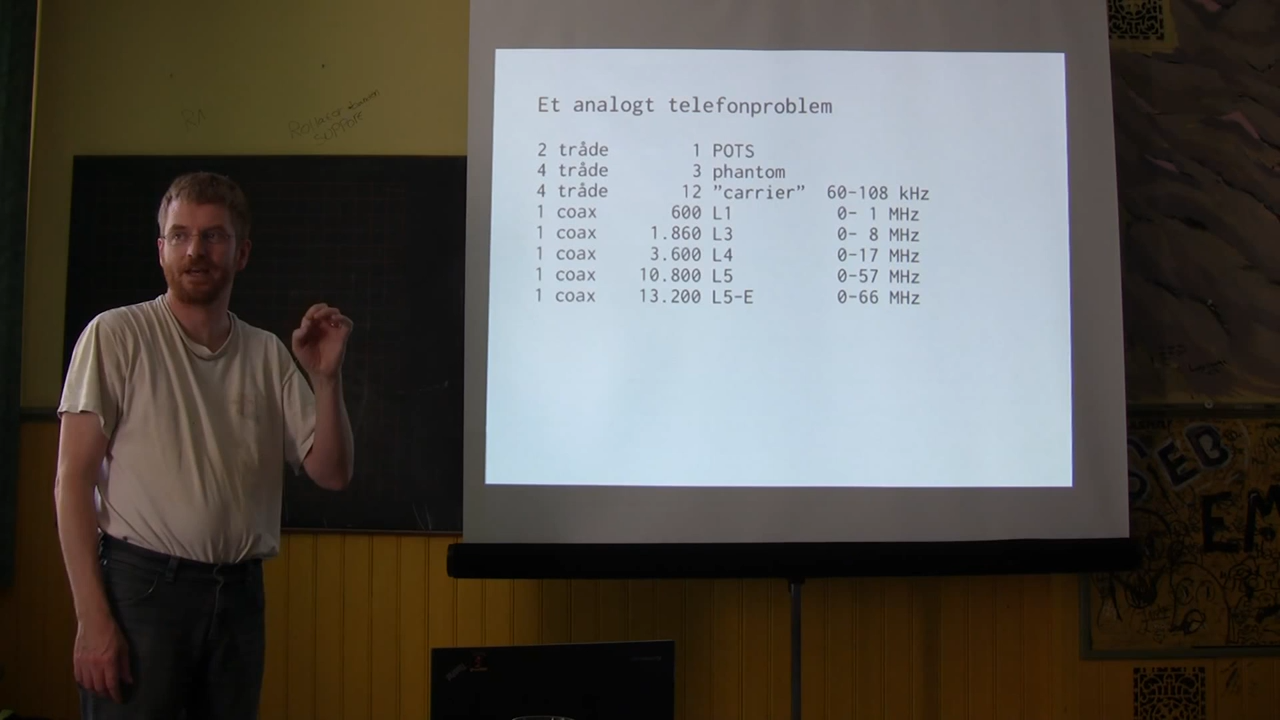 Et analogt telefonproblem
2 tråde 1 POTS
4 tråde 3 phantom
4 tråde 12 ”carrier” 60-108 kHz
1 coax 600 L1 0- 1 MHz
1 coax 1.860 L3 0- 8 MHz
1 coax 3.600 L4 0-17 MHz
1 coax 10.800 L5 0-57 MHz
1 coax 13.200 L5-E 0-66 MHz